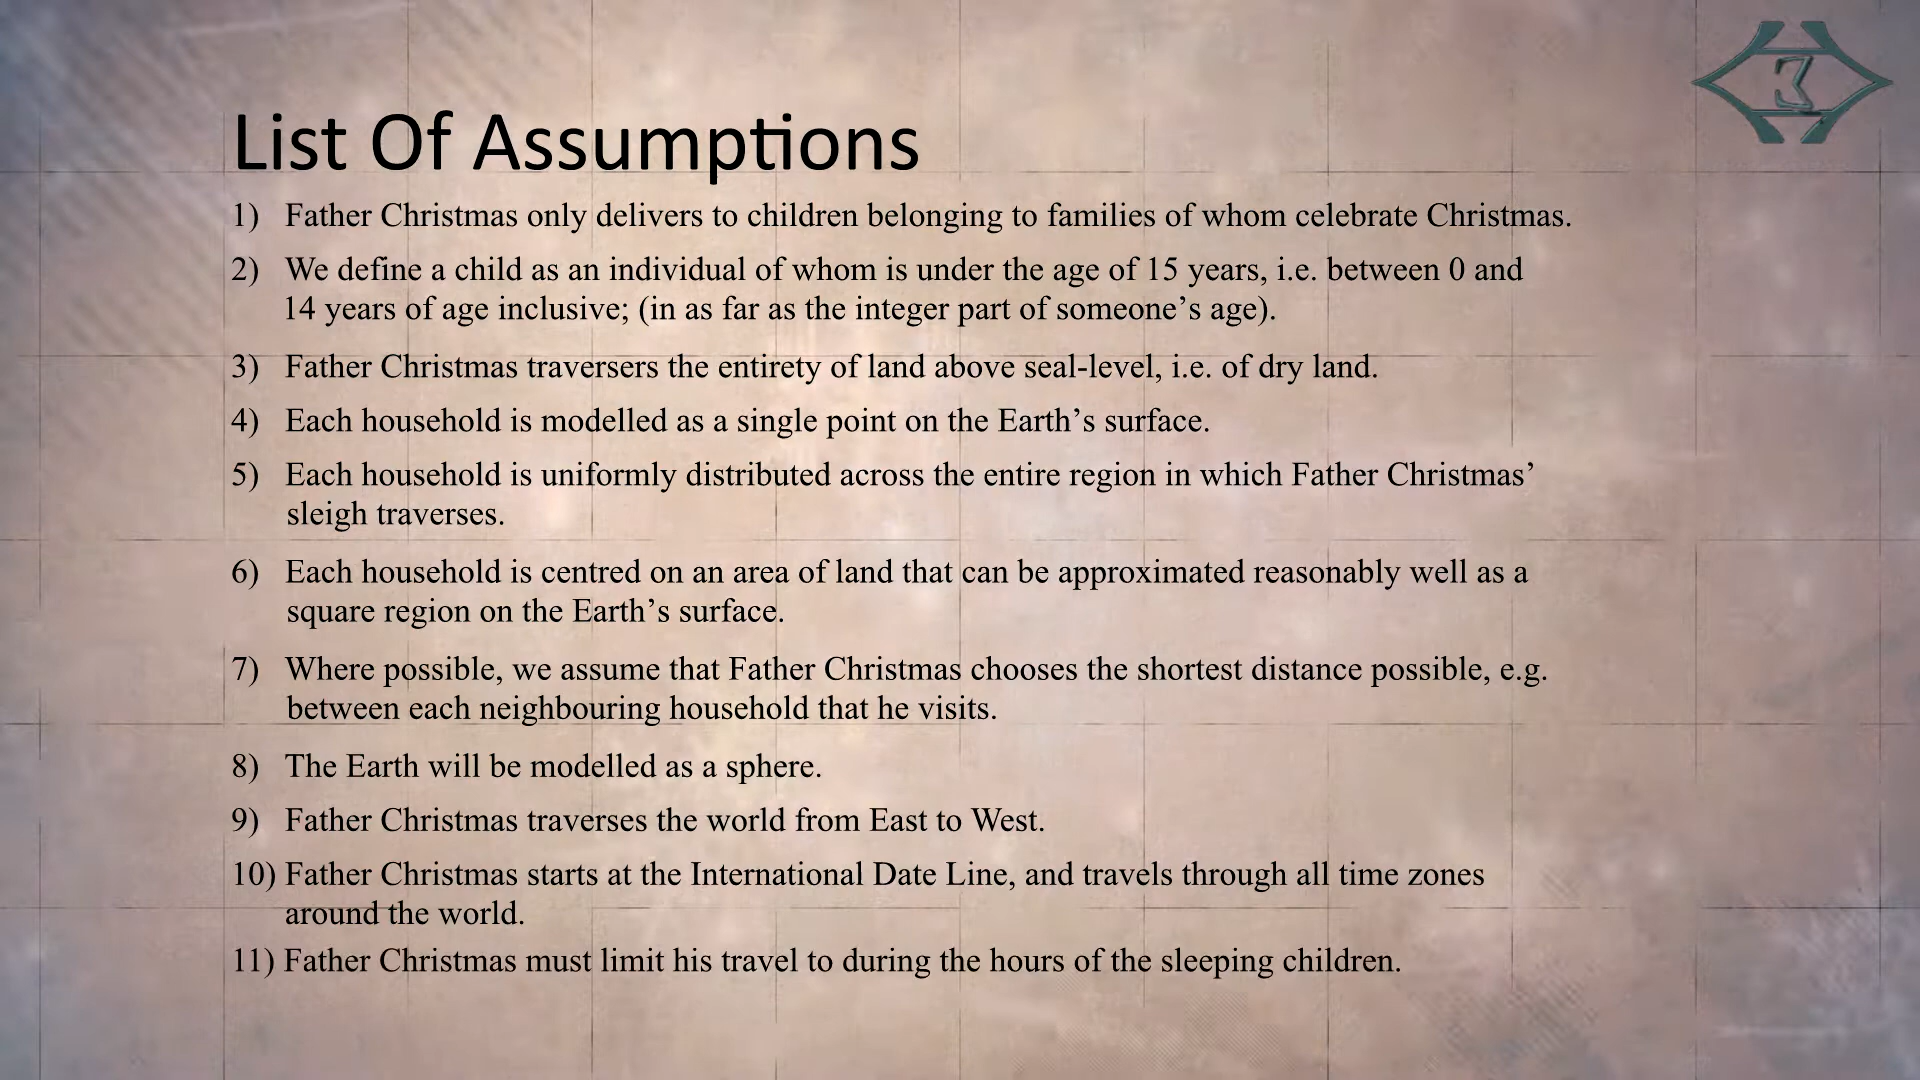 3
List Of Assumptions
1) Father Christmas only delivers to children belonging to families of whom celebrate Christmas.
2) We define a child as an individual of whom is under the age of 15 years, i.e. between 0 and
14 years of age inclusive; (in as far as the integer part of someone’s age).
3) Father Christmas traversers the entirety of land above seal-level, i.e. of dry land.
4) Each household is modelled as a single point on the Earth’s surface.
5) Each household is uniformly distributed across the entire region in which Father Christmas’
sleigh traverses.
6) Each household is centred on an area of land that can be approximated reasonably well as a
square region on the Earth’s surface.
7) Where possible, we assume that Father Christmas chooses the shortest distance possible, e.g.
between each neighbouring household that he visits.
8) The Earth will be modelled as a sphere.
9) Father Christmas traverses the world from East to West.
10) Father Christmas starts at the International Date Line, and travels through all time zones
around the world.
11) Father Christmas must limit his travel to during the hours of the sleeping children.